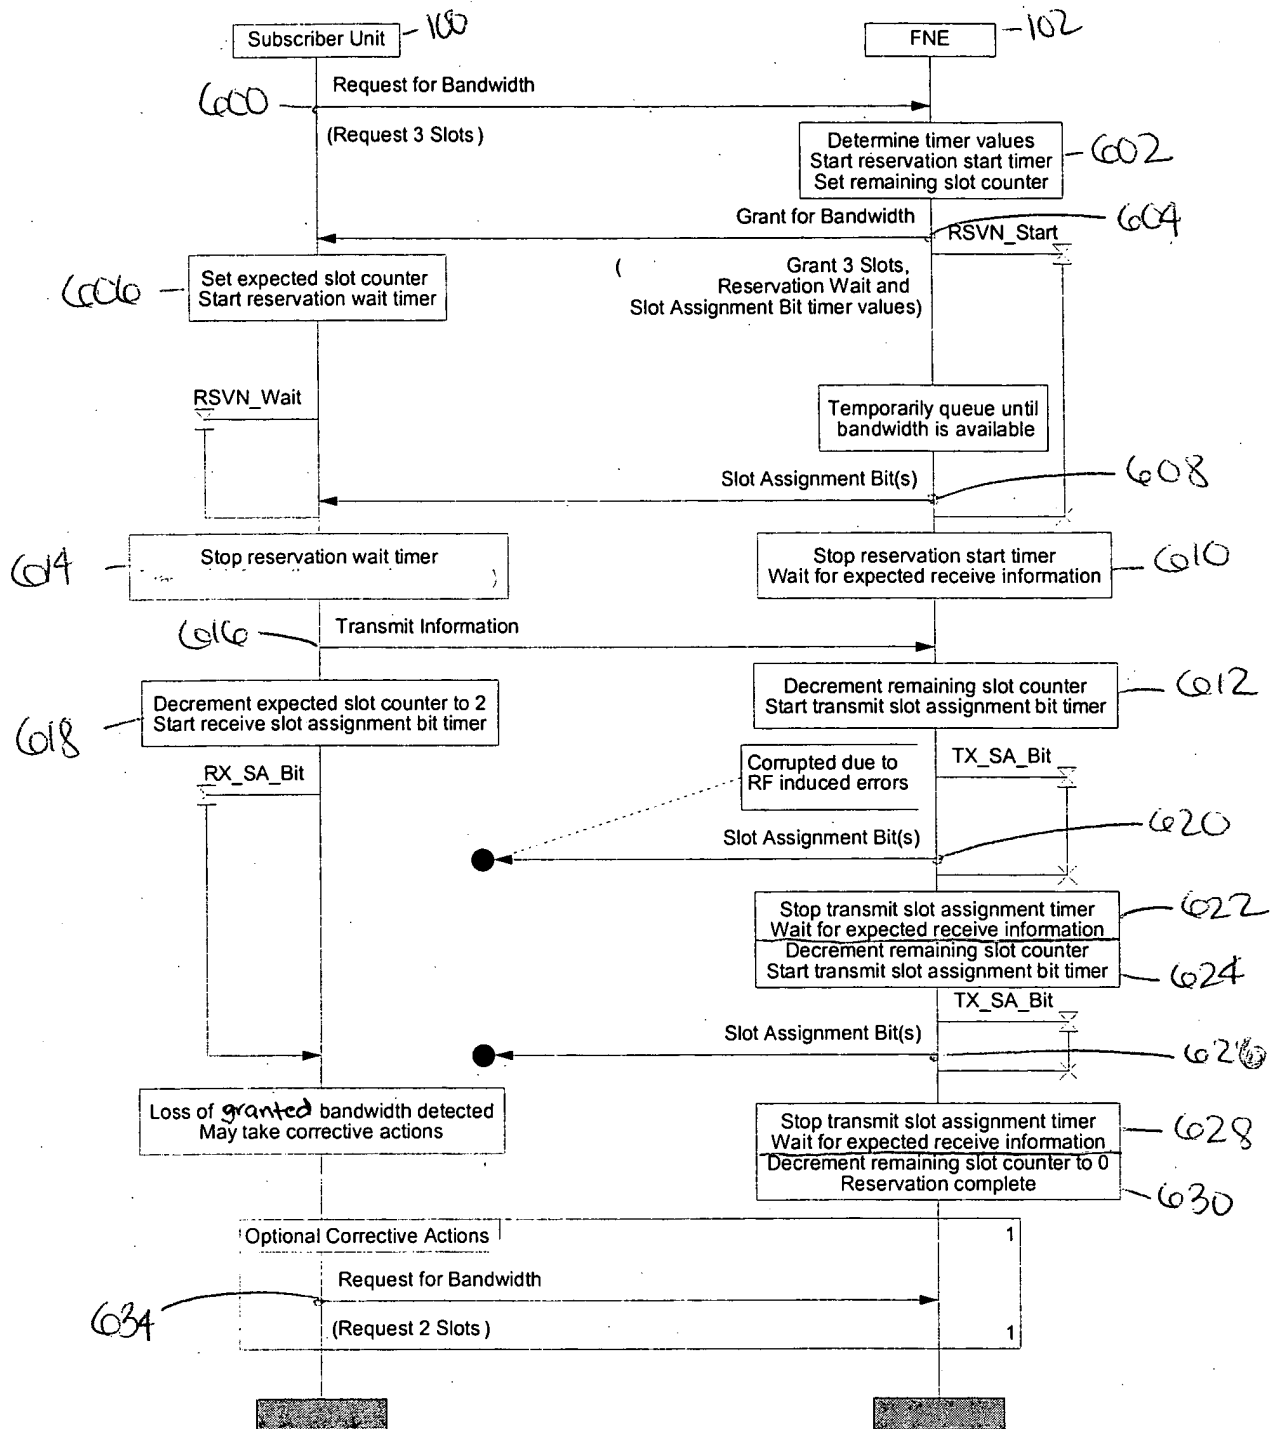 Subscriber Unit 100
FNE 102
Request for Bandwidth
600
(Request 3 Slots)
Determine timer values
Start reservation start timer
Set remaining slot counter
602
Grant for Bandwidth
604
RSVN_Start
Set expected slot counter
Start reservation wait timer
606
( Grant 3 Slots,
Reservation Wait and
Slot Assignment Bit timer values)
RSVN_Wait
Temporarily queue until
bandwidth is available
Slot Assignment Bit(s)
608
Stop reservation wait timer
)
614
Stop reservation start timer
Wait for expected receive information
610
616
Transmit Information
Decrement expected slot counter to 2
Start receive slot assignment bit timer
618
Decrement remaining slot counter
Start transmit slot assignment bit timer
612
RX_SA_Bit
Corrupted due to
RF induced errors
TX_SA_Bit
Slot Assignment Bit(s)
620
Stop transmit slot assignment timer
Wait for expected receive information
622
Decrement remaining slot counter
Start transmit slot assignment bit timer
624
TX_SA_Bit
Slot Assignment Bit(s)
626
Loss of granted bandwidth detected
May take corrective actions
Stop transmit slot assignment timer
Wait for expected receive information
628
Decrement remaining slot counter to 0
Reservation complete
630
Optional Corrective Actions
1
Request for Bandwidth
634
(Request 2 Slots)
1